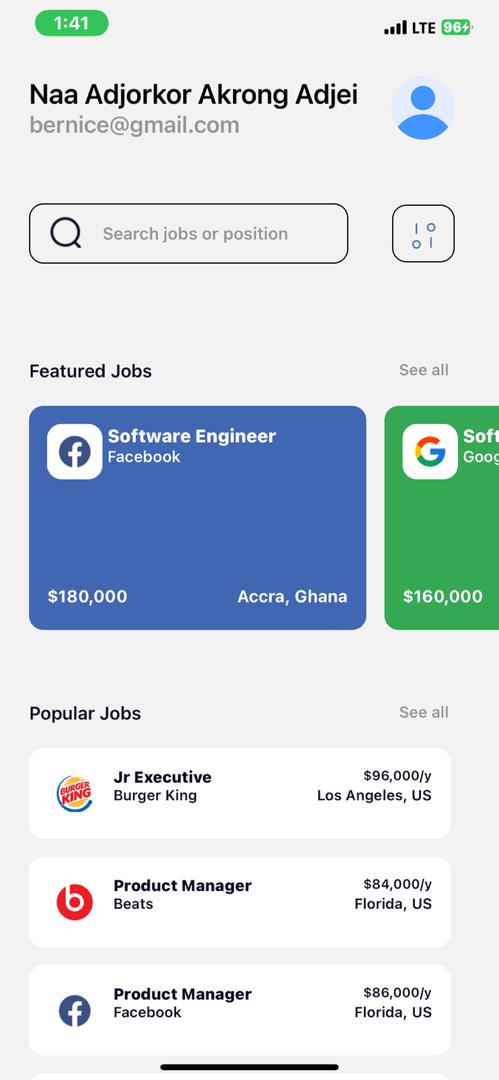 1:41
LTE 96
Naa Adjorkor Akrong Adjei
bernice@gmail.com
Search jobs or position
Featured Jobs
See all
Software Engineer
Facebook
$180,000
Accra, Ghana
Soft
Goog
$160,000
Popular Jobs
See all
BURGER
KING
Jr Executive
Burger King
$96,000/y
Los Angeles, US
Product Manager
Beats
$84,000/y
Florida, US
Product Manager
Facebook
$86,000/y
Florida, US